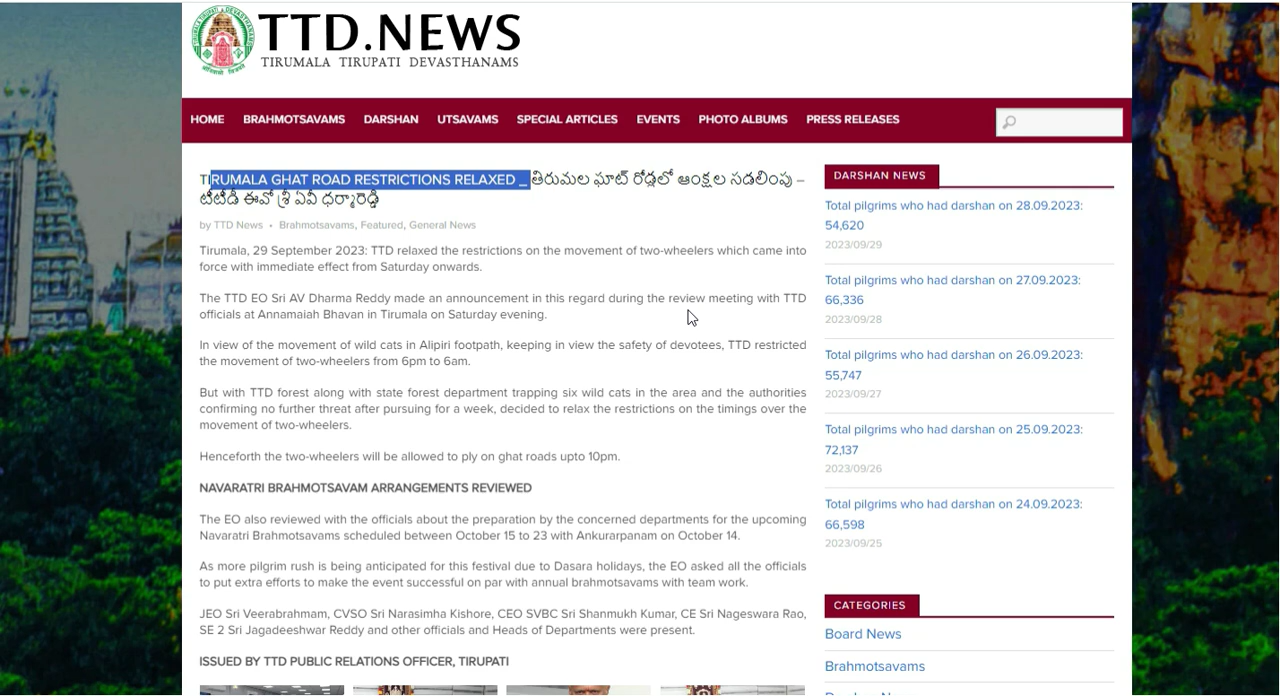 TTD.NEWS
TIRUMALA TIRUPATI DEVASTHANAMS
HOME BRAHMOTSAVAMS DARSHAN UTSAVAMS SPECIAL ARTICLES EVENTS PHOTO ALBUMS PRESS RELEASES
TIRUMALA GHAT ROAD RESTRICTIONS RELAXED _ తిరుమల ఘాట్ రోడ్లలో ఆంక్షల సడలింపు –
టీటీడీ ఈవో శ్రీ ఏవీ ధర్మారెడ్డి
by TTD News • Brahmotsavams, Featured, General News
Tirumala, 29 September 2023: TTD relaxed the restrictions on the movement of two-wheelers which came into
force with immediate effect from Saturday onwards.
The TTD EO Sri AV Dharma Reddy made an announcement in this regard during the review meeting with TTD
officials at Annamaiah Bhavan in Tirumala on Saturday evening.
In view of the movement of wild cats in Alipiri footpath, keeping in view the safety of devotees, TTD restricted
the movement of two-wheelers from 6pm to 6am.
But with TTD forest along with state forest department trapping six wild cats in the area and the authorities
confirming no further threat after pursuing for a week, decided to relax the restrictions on the timings over the
movement of two-wheelers.
Henceforth the two-wheelers will be allowed to ply on ghat roads upto 10pm.
NAVARATRI BRAHMOTSAVAM ARRANGEMENTS REVIEWED
The EO also reviewed with the officials about the preparation by the concerned departments for the upcoming
Navaratri Brahmotsavams scheduled between October 15 to 23 with Ankurarpanam on October 14.
As more pilgrim rush is being anticipated for this festival due to Dasara holidays, the EO asked all the officials
to put extra efforts to make the event successful on par with annual brahmotsavams with team work.
JEO Sri Veerabrahmam, CVSO Sri Narasimha Kishore, CEO SVBC Sri Shanmukh Kumar, CE Sri Nageswara Rao,
SE 2 Sri Jagadeeshwar Reddy and other officials and Heads of Departments were present.
ISSUED BY TTD PUBLIC RELATIONS OFFICER, TIRUPATI
DARSHAN NEWS
Total pilgrims who had darshan on 28.09.2023:
54,620
2023/09/29
Total pilgrims who had darshan on 27.09.2023:
66,336
2023/09/28
Total pilgrims who had darshan on 26.09.2023:
55,747
2023/09/27
Total pilgrims who had darshan on 25.09.2023:
72,137
2023/09/26
Total pilgrims who had darshan on 24.09.2023:
66,598
2023/09/25
CATEGORIES
Board News
Brahmotsavams